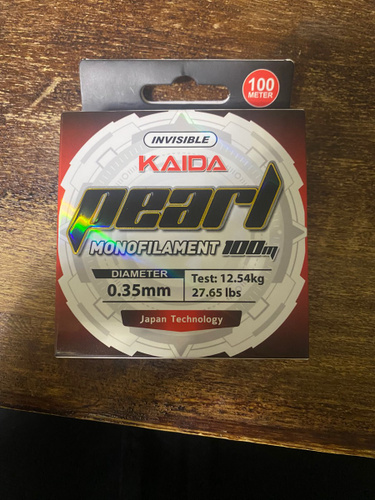 100
METER
INVISIBLE
KAIDA
pearl
MONOFILAMENT 100m
DIAMETER
0.35mm
Test: 12.54kg
27.65 lbs
Japan Technology